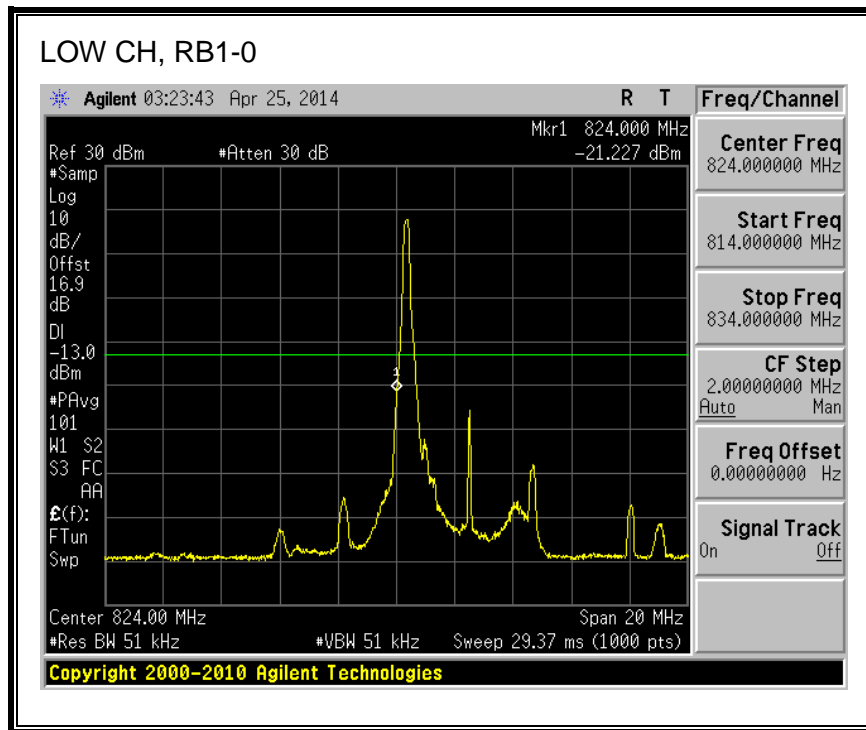 LOW CH, RB1-0
Agilent 03:23:43 Apr 25, 2014 R T
Mkr1 824.000 MHz
Ref 30 dBm #Atten 30 dB -21.227 dBm
#Samp
Log
10
dB/
Offst
16.9
dB
DI
-13.0
dBm
#PAvg
101
W1 S2
S3 FC
AA
£(f):
FTun
Swp
1
Center 824.00 MHz Span 20 MHz
#Res BW 51 kHz #VBW 51 kHz Sweep 29.37 ms (1000 pts)
Copyright 2000-2010 Agilent Technologies
Freq/Channel
Center Freq
824.000000 MHz
Start Freq
814.000000 MHz
Stop Freq
834.000000 MHz
CF Step
2.00000000 MHz
Auto Man
Freq Offset
0.00000000 Hz
Signal Track
On Off